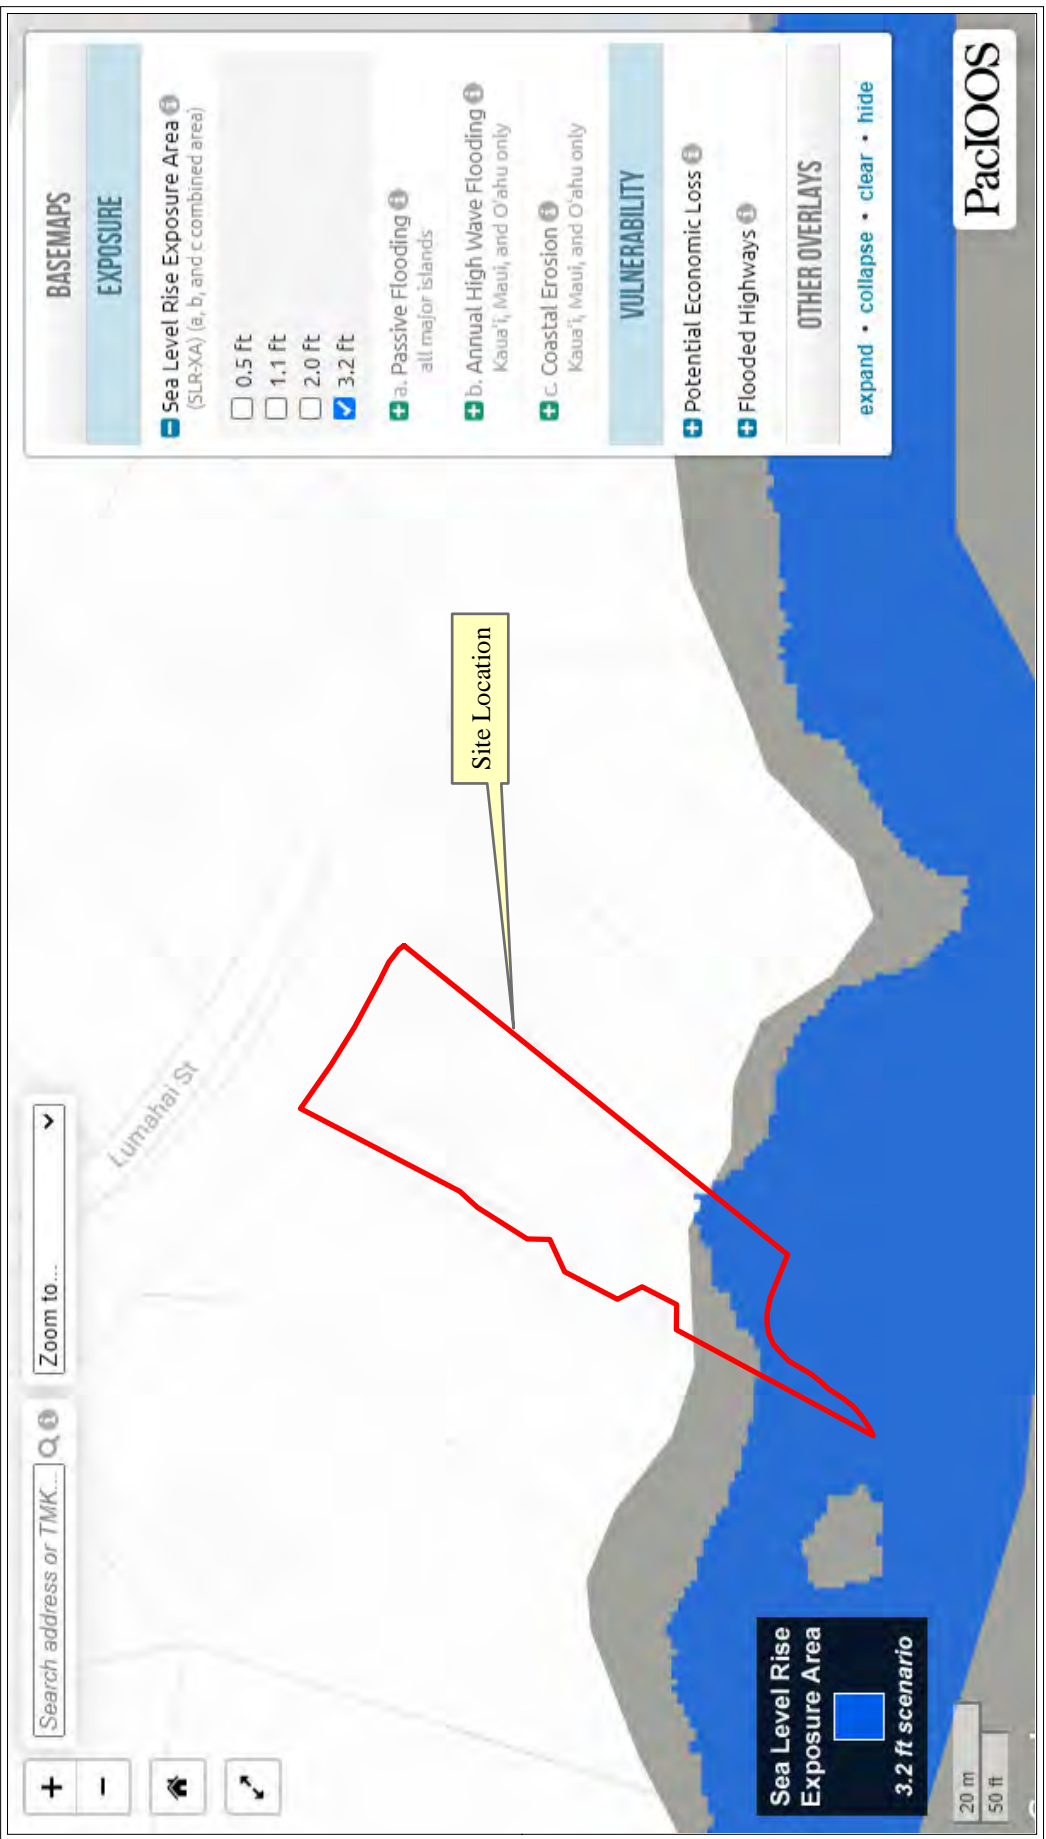 Search address or TMK...
Zoom to...
Lumahai St
Site Location
BASEMAPS
EXPOSURE
Sea Level Rise Exposure Area
(SLR-XA) (a, b, and c combined area)
0.5 ft
1.1 ft
2.0 ft
3.2 ft
a. Passive Flooding
all major islands
b. Annual High Wave Flooding
Kauaʻi, Maui, and Oʻahu only
c. Coastal Erosion
Kauaʻi, Maui, and Oʻahu only
VULNERABILITY
Potential Economic Loss
Flooded Highways
OTHER OVERLAYS
expand • collapse • clear • hide
Sea Level Rise
Exposure Area
3.2 ft scenario
20 m
50 ft
PacIOOS